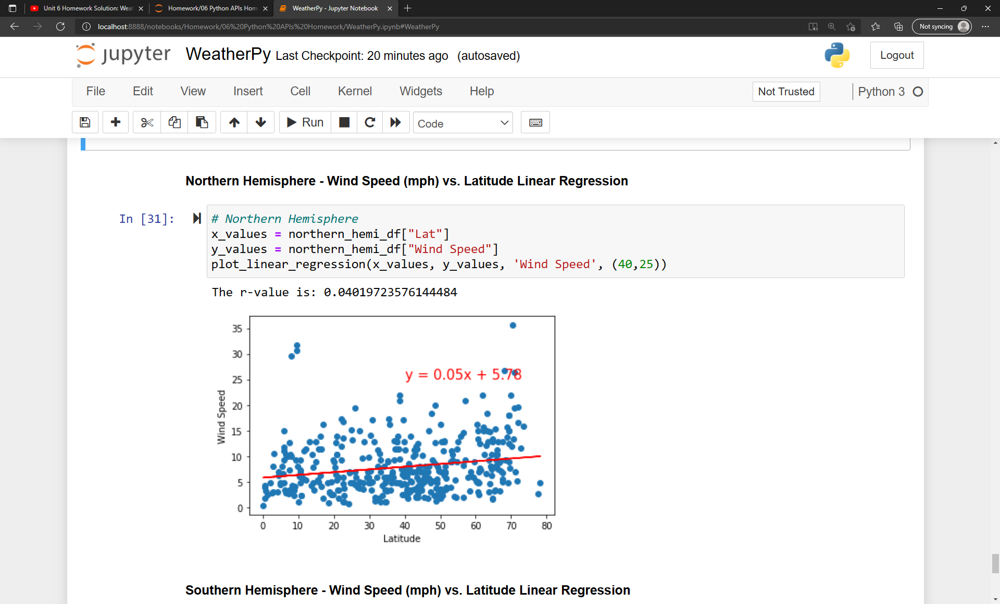 Unit 6 Homework Solution: Wea
Homework/06 Python APIs Hom
WeatherPy - Jupyter Notebook
localhost:8888/notebooks/Homework/06%20Python%20APIs%20Homework/WeatherPy.ipynb#WeatherPy
Not syncing
jupyter WeatherPy Last Checkpoint: 20 minutes ago (autosaved)
Logout
File Edit View Insert Cell Kernel Widgets Help
Not Trusted
Python 3
Run
Code
Northern Hemisphere - Wind Speed (mph) vs. Latitude Linear Regression
In [31]:
# Northern Hemisphere
x_values = northern_hemi_df["Lat"]
y_values = northern_hemi_df["Wind Speed"]
plot_linear_regression(x_values, y_values, 'Wind Speed', (40,25))
The r-value is: 0.04019723576144484
35
30
25
20
15
10
5
0
Wind Speed
y = 0.05x + 5.78
0 10 20 30 40 50 60 70 80
Latitude
Southern Hemisphere - Wind Speed (mph) vs. Latitude Linear Regression